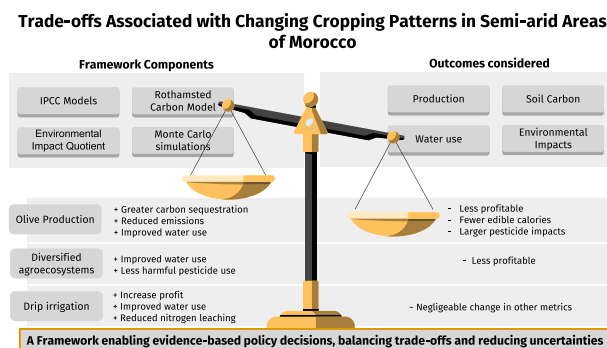 Trade-offs Associated with Changing Cropping Patterns in Semi-arid Areas
of Morocco
Framework Components
Outcomes considered
IPCC Models
Rothamsted
Carbon Model
Environmental
Impact Quotient
Monte Carlo
simulations
Production
Soil Carbon
Water use
Environmental
Impacts
Olive Production
+ Greater carbon sequestration
+ Reduced emissions
+ Improved water use
- Less profitable
- Fewer edible calories
- Larger pesticide impacts
Diversified
agroecosystems
+ Improved water use
+ Less harmful pesticide use
- Less profitable
Drip irrigation
+ Increase profit
+ Improved water use
+ Reduced nitrogen leaching
~ Negligeable change in other metrics
A Framework enabling evidence-based policy decisions, balancing trade-offs and reducing uncertainties